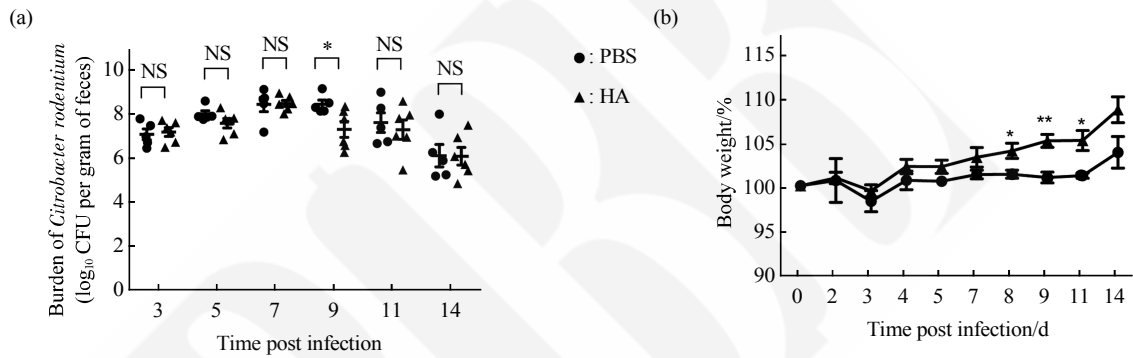 (a)
NS
NS
NS
*
NS
NS
10
8
6
4
2
0
Burden of Citrobacter rodentium
(log₁₀ CFU per gram of feces)
3
5
7
9
11
14
Time post infection
●: PBS
▲: HA
(b)
115
110
105
100
95
90
Body weight/%
*
**
*
0
2
3
4
5
7
8
9
11
14
Time post infection/d